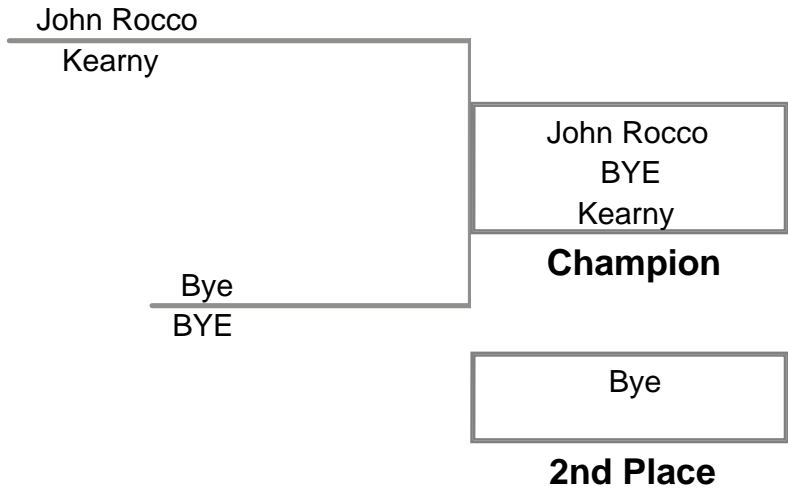 John Rocco
Kearny
John Rocco
BYE
Kearny
Champion
Bye
BYE
Bye
2nd Place